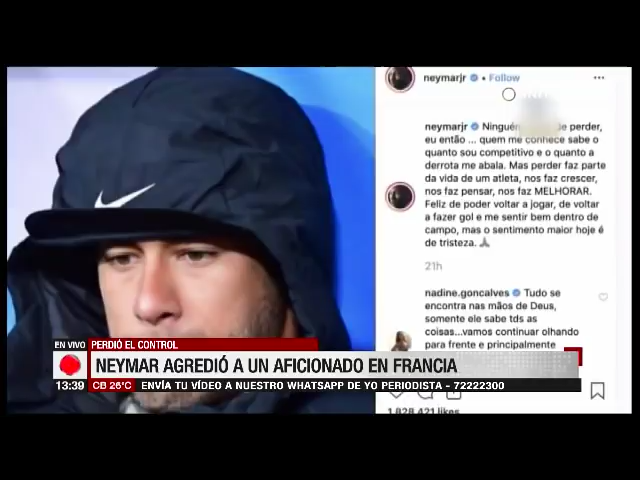 neymarjr • Follow
neymarjr Ninguém perder,
eu então ... quem me conhece sabe o
quanto sou competitivo e o quanto a
derrota me abala. Mas perder faz parte
da vida de um atleta, nos faz crescer,
nos faz pensar, nos faz MELHORAR.
Feliz de poder voltar a jogar, de voltar
a fazer gol e me sentir bem dentro de
campo, mas o sentimento maior hoje é
de tristeza.
21h
nadine.goncalves Tudo se
encontra nas mãos de Deus,
somente ele sabe tds as
coisas...vamos continuar olhando
para frente e principalmente
1,828,421 likes
EN VIVO PERDIÓ EL CONTROL
NEYMAR AGREDIÓ A UN AFICIONADO EN FRANCIA
13:39 CB 26°C ENVÍA TU VÍDEO A NUESTRO WHATSAPP DE YO PERIODISTA - 72222300